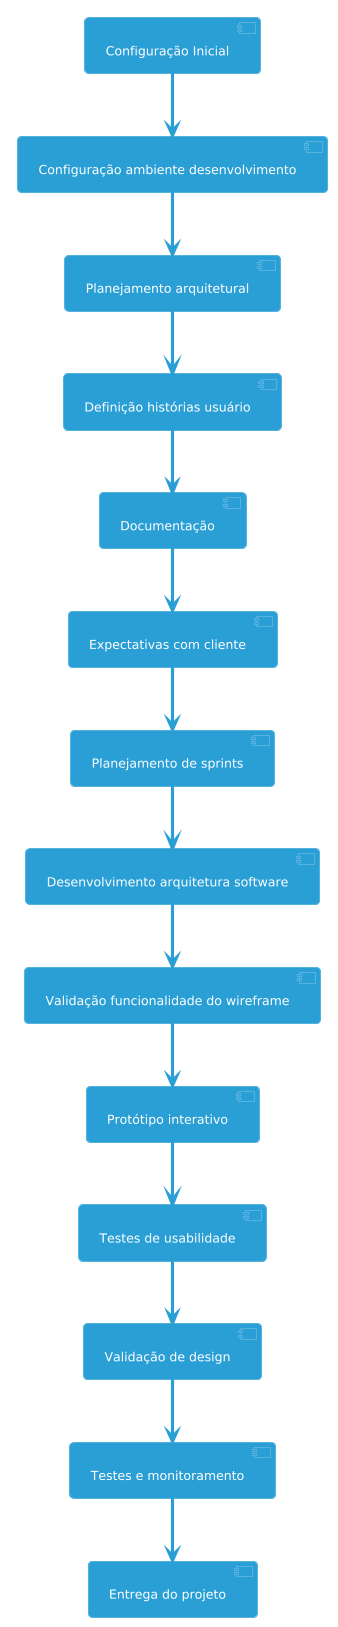 Configuração Inicial
Configuração ambiente desenvolvimento
Planejamento arquitetural
Definição histórias usuário
Documentação
Expectativas com cliente
Planejamento de sprints
Desenvolvimento arquitetura software
Validação funcionalidade do wireframe
Protótipo interativo
Testes de usabilidade
Validação de design
Testes e monitoramento
Entrega do projeto